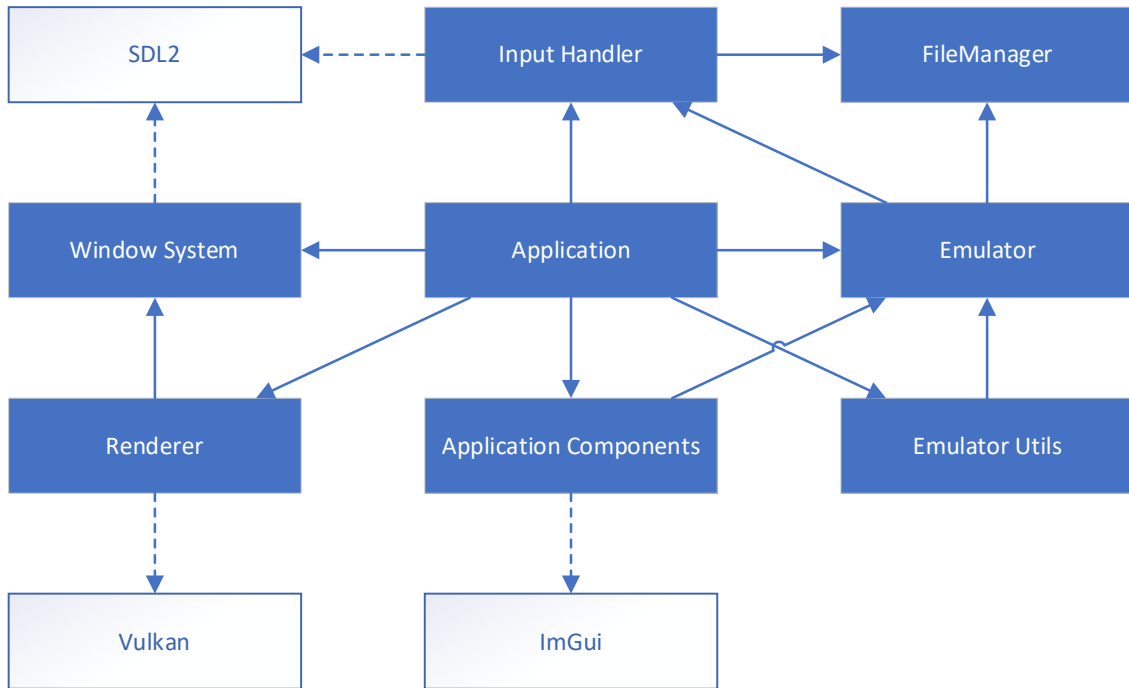 SDL2
Input Handler
FileManager
Window System
Application
Emulator
Renderer
Application Components
Emulator Utils
Vulkan
ImGui